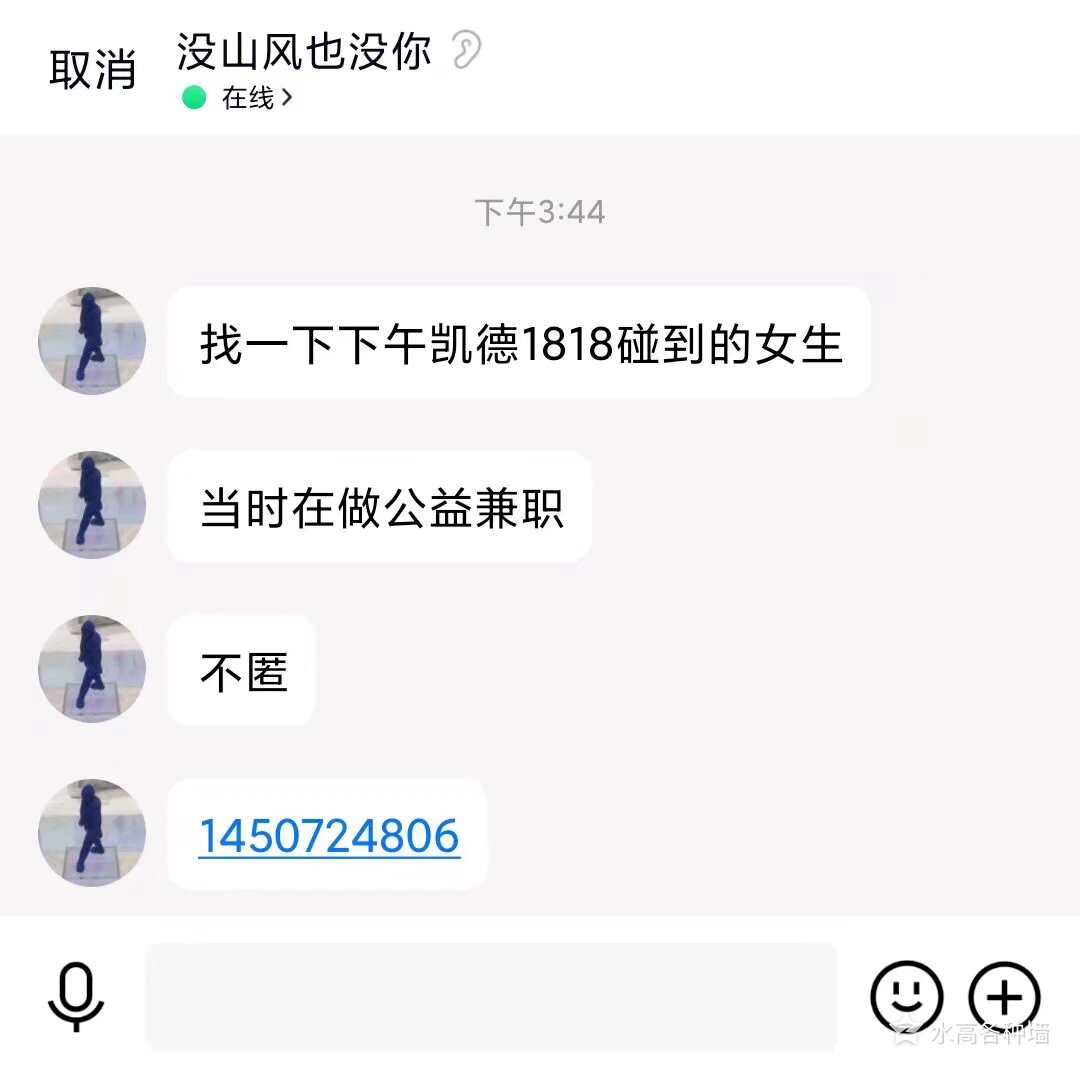 取消
没山风也没你
在线
下午3:44
找一下下午凯德1818碰到的女生
当时在做公益兼职
不匿
1450724806
水高各种墙